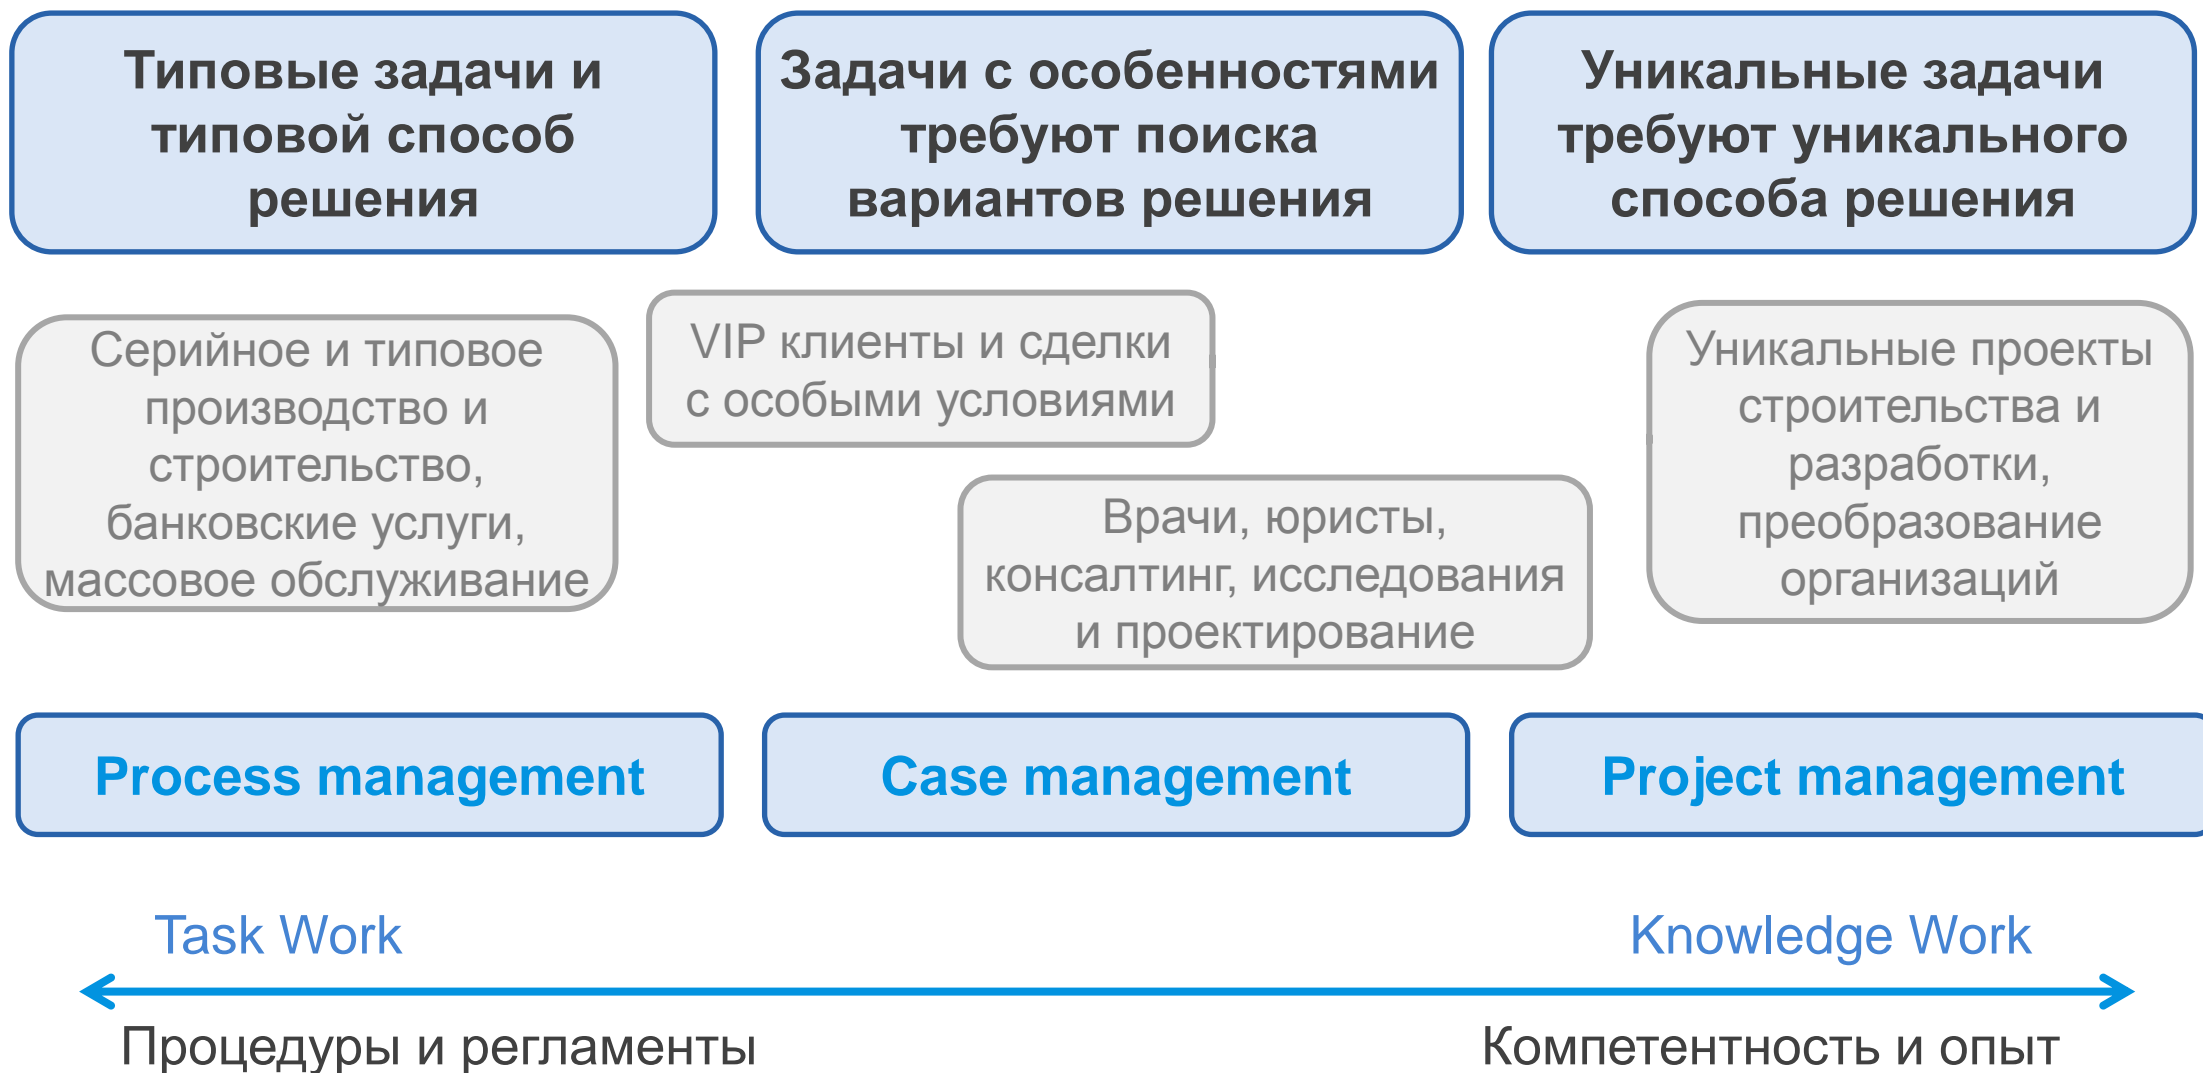 Типовые задачи и
типовой способ
решения
Задачи с особенностями
требуют поиска
вариантов решения
Уникальные задачи
требуют уникального
способа решения
Серийное и типовое
производство и
строительство,
банковские услуги,
массовое обслуживание
VIP клиенты и сделки
с особыми условиями
Врачи, юристы,
консалтинг, исследования
и проектирование
Уникальные проекты
строительства и
разработки,
преобразование
организаций
Process management
Case management
Project management
Task Work
Knowledge Work
Процедуры и регламенты
Компетентность и опыт